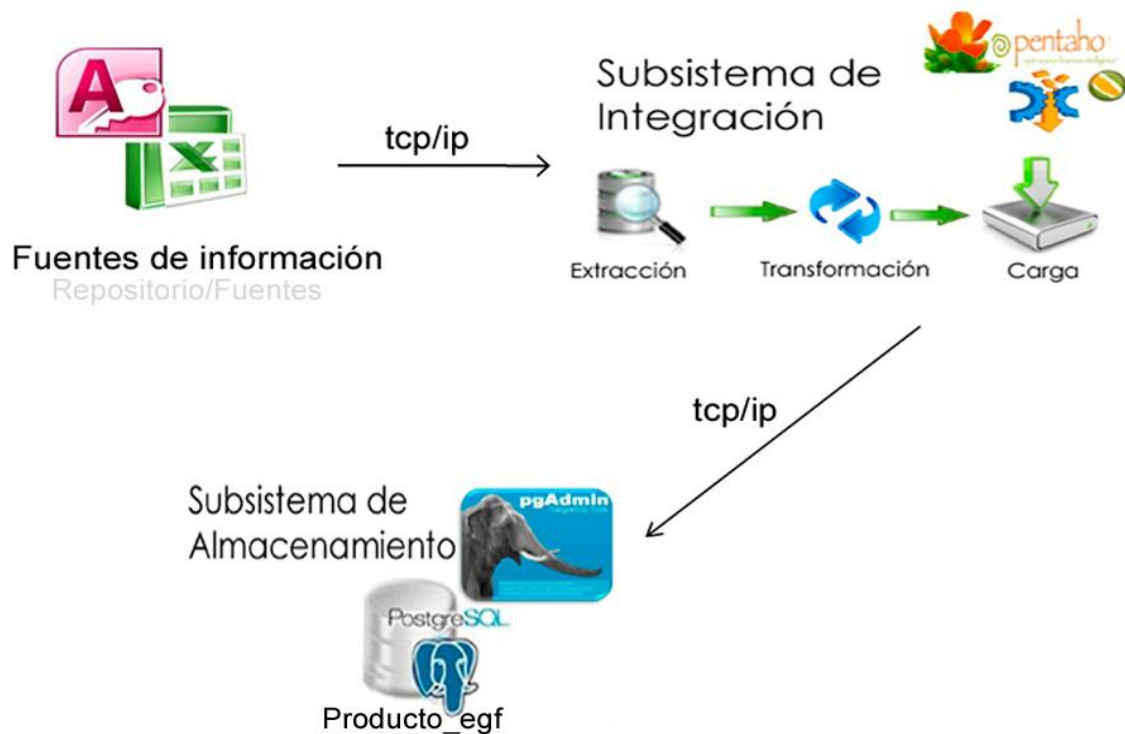 A
X
tcp/ip
Fuentes de información
Repositorio/Fuentes
Subsistema de
Integración
pentaho
Extracción
Transformación
Carga
tcp/ip
Subsistema de
Almacenamiento
pgAdmin
PostgreSQL
Producto_egf